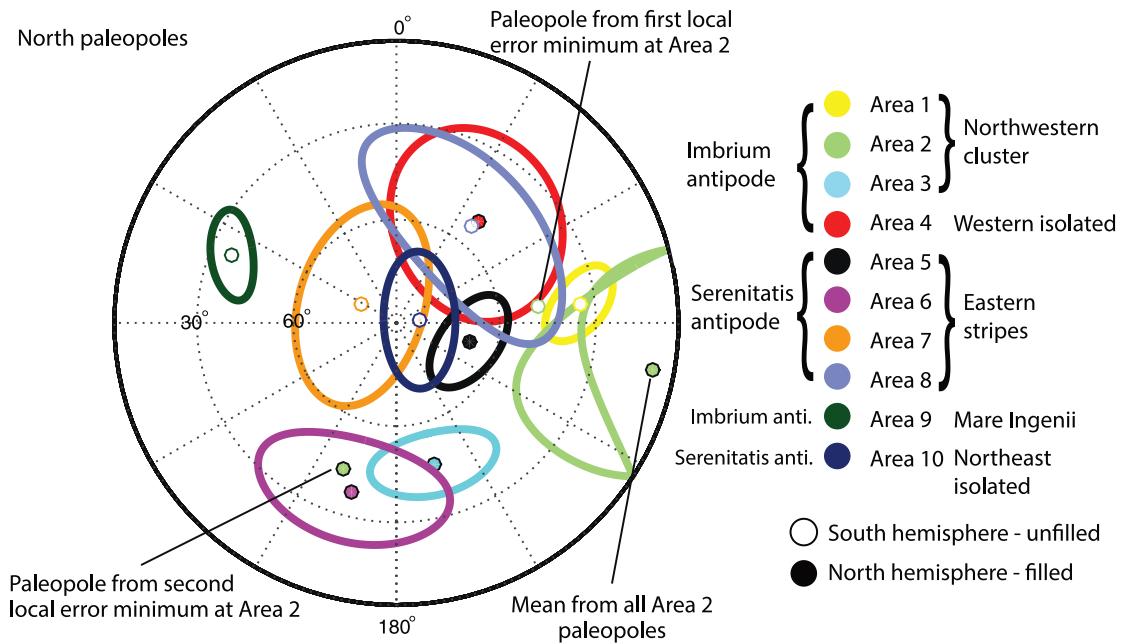 North paleopoles
0°
Paleopole from first local
error minimum at Area 2
30°
60°
180°
Paleopole from second
local error minimum at Area 2
Mean from all Area 2
paleopoles
Imbrium
antipode
Serenitatis
antipode
Imbrium anti.
Serenitatis anti.
Area 1
Area 2
Area 3
Area 4 Western isolated
Area 5
Area 6
Area 7
Area 8
Area 9 Mare Ingenii
Area 10 Northeast
isolated
Northwestern
cluster
Eastern
stripes
South hemisphere - unfilled
North hemisphere - filled